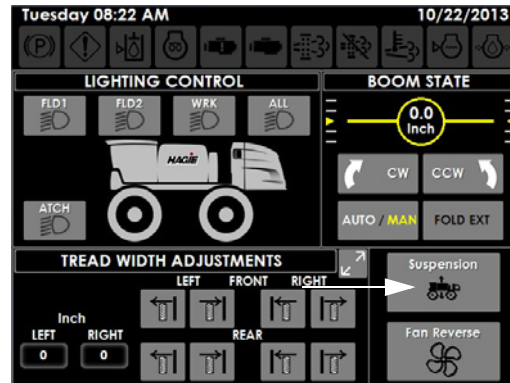 Tuesday 08:22 AM 10/22/2013
LIGHTING CONTROL
BOOM STATE
FLD1 FLD2 WRK ALL
0.0
Inch
HAGIE
CW CCW
ATCH
AUTO / MAN FOLD EXT
TREAD WIDTH ADJUSTMENTS
Suspension
LEFT FRONT RIGHT
Inch
LEFT RIGHT
REAR
0 0
Fan Reverse